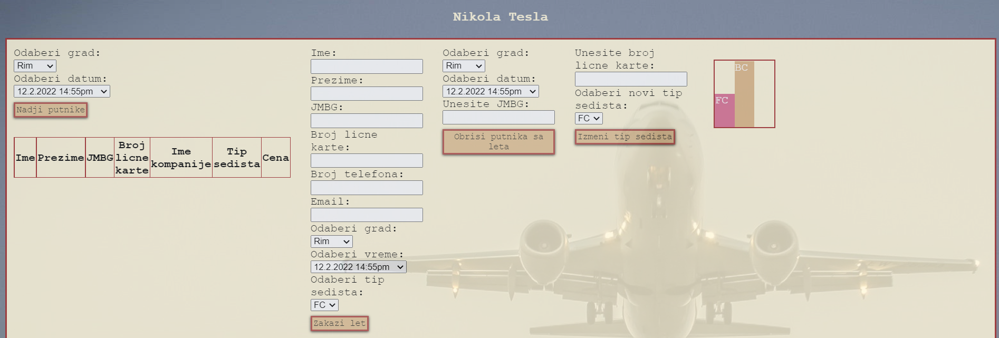 Nikola Tesla
Odaberi grad:
Rim
Odaberi datum:
12.2.2022 14:55pm
Nadji putnike
Ime Prezime JMBG Broj licne karte Ime kompanije Tip sedista Cena
Ime:
Prezime:
JMBG:
Broj licne
karte:
Broj telefona:
Email:
Odaberi grad:
Rim
Odaberi vreme:
12.2.2022 14:55pm
Odaberi tip
sedista:
FC
Zakazi let
Odaberi grad:
Rim
Odaberi datum:
12.2.2022 14:55pm
Unesite JMBG:
Obrisi putnika sa
leta
Unesite broj
licne karte:
Odaberi novi tip
sedista:
FC
Izmeni tip sedista
BC
FC